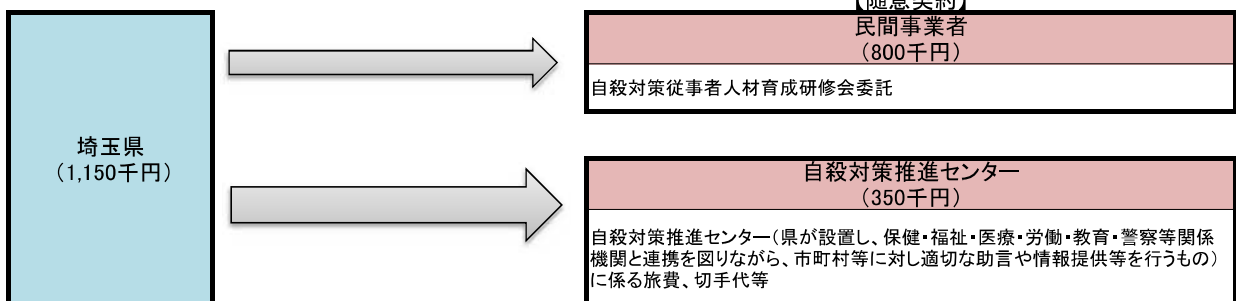 【随意契約】
民間事業者
（800千円）
自殺対策従事者人材育成研修会委託
埼玉県
（1,150千円）
自殺対策推進センター
（350千円）
自殺対策推進センター（県が設置し、保健・福祉・医療・労働・教育・警察等関係
機関と連携を図りながら、市町村等に対し適切な助言や情報提供等を行うもの）
に係る旅費、切手代等